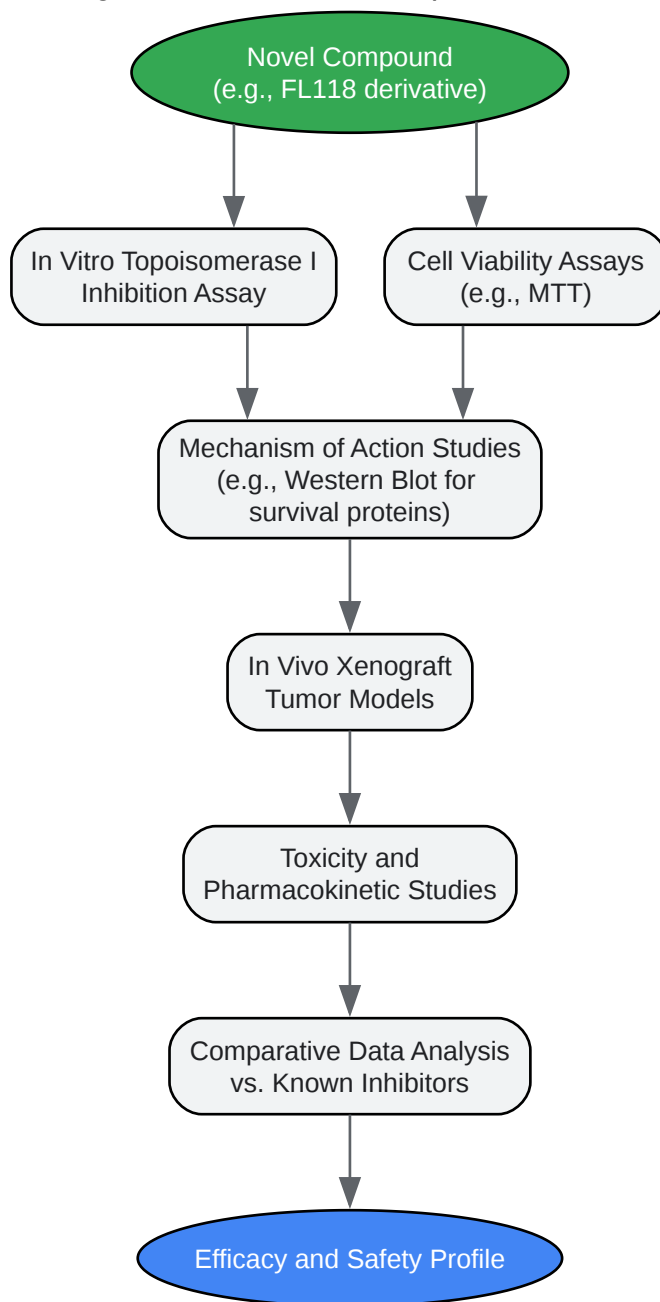 Novel Compound
(e.g., FL118 derivative)
In Vitro Topoisomerase I
Inhibition Assay
Cell Viability Assays
(e.g., MTT)
Mechanism of Action Studies
(e.g., Western Blot for
survival proteins)
In Vivo Xenograft
Tumor Models
Toxicity and
Pharmacokinetic Studies
Comparative Data Analysis
vs. Known Inhibitors
Efficacy and Safety Profile